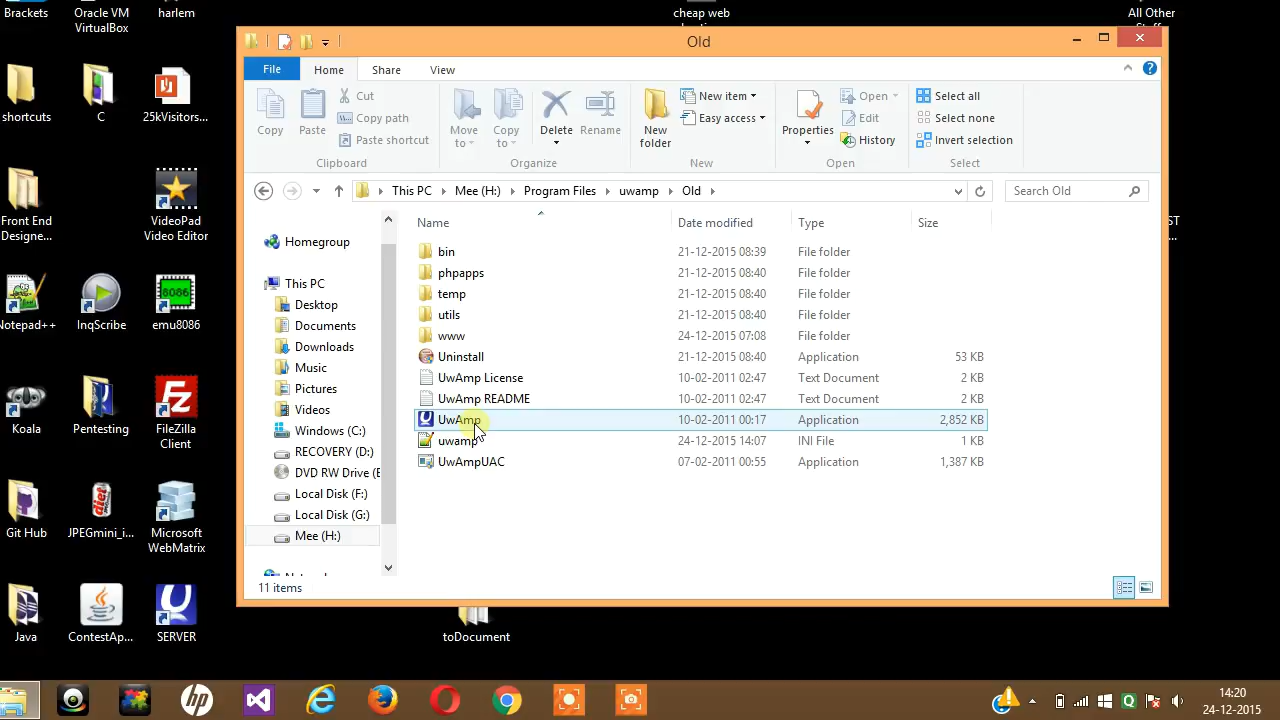 Brackets
Oracle VM
VirtualBox
harlem
cheap web
All Other
Old
File
Home
Share
View
Copy
Paste
Cut
Copy path
Paste shortcut
Clipboard
Move
to
Copy
to
Delete
Rename
Organize
New
folder
New item
Easy access
New
Properties
Open
Edit
History
Open
Select all
Select none
Invert selection
Select
This PC
Mee (H:)
Program Files
uwamp
Old
Search Old
Name
Date modified
Type
Size
bin
21-12-2015 08:39
File folder
phpapps
21-12-2015 08:40
File folder
temp
21-12-2015 08:40
File folder
utils
21-12-2015 08:40
File folder
www
24-12-2015 07:08
File folder
Uninstall
21-12-2015 08:40
Application
53 KB
UwAmp License
10-02-2011 02:47
Text Document
2 KB
UwAmp README
10-02-2011 02:47
Text Document
2 KB
UwAmp
10-02-2011 00:17
Application
2,852 KB
uwamp
24-12-2015 14:07
INI File
1 KB
UwAmpUAC
07-02-2011 00:55
Application
1,387 KB
Homegroup
This PC
Desktop
Documents
Downloads
Music
Pictures
Videos
Windows (C:)
RECOVERY (D:)
DVD RW Drive (E
Local Disk (F:)
Local Disk (G:)
Mee (H:)
11 items
shortcuts
C
25kVisitors...
Front End
Designe...
VideoPad
Video Editor
Notepad++
InqScribe
emu8086
8086
Koala
Pentesting
FileZilla
Client
Git Hub
diet
JPEGmini_i...
Microsoft
WebMatrix
Java
ContestAp...
SERVER
toDocument
ST
...
hp
14:20
24-12-2015